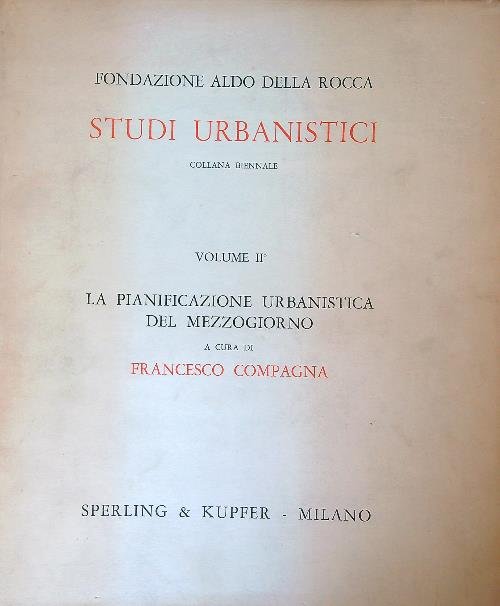 FONDAZIONE ALDO DELLA ROCCA
STUDI URBANISTICI
COLLANA BIENNALE
VOLUME II°
LA PIANIFICAZIONE URBANISTICA
DEL MEZZOGIORNO
A CURA DI
FRANCESCO COMPAGNA
SPERLING & KUPFER - MILANO